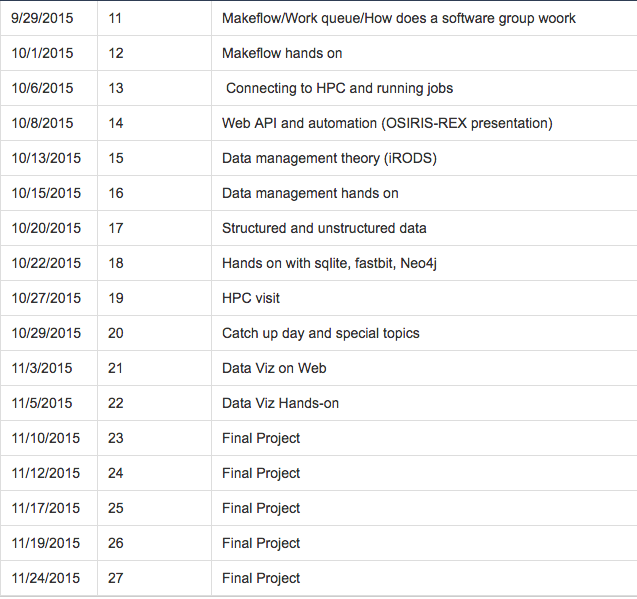 9/29/2015 11 Makeflow/Work queue/How does a software group woork
10/1/2015 12 Makeflow hands on
10/6/2015 13 Connecting to HPC and running jobs
10/8/2015 14 Web API and automation (OSIRIS-REX presentation)
10/13/2015 15 Data management theory (iRODS)
10/15/2015 16 Data management hands on
10/20/2015 17 Structured and unstructured data
10/22/2015 18 Hands on with sqlite, fastbit, Neo4j
10/27/2015 19 HPC visit
10/29/2015 20 Catch up day and special topics
11/3/2015 21 Data Viz on Web
11/5/2015 22 Data Viz Hands-on
11/10/2015 23 Final Project
11/12/2015 24 Final Project
11/17/2015 25 Final Project
11/19/2015 26 Final Project
11/24/2015 27 Final Project